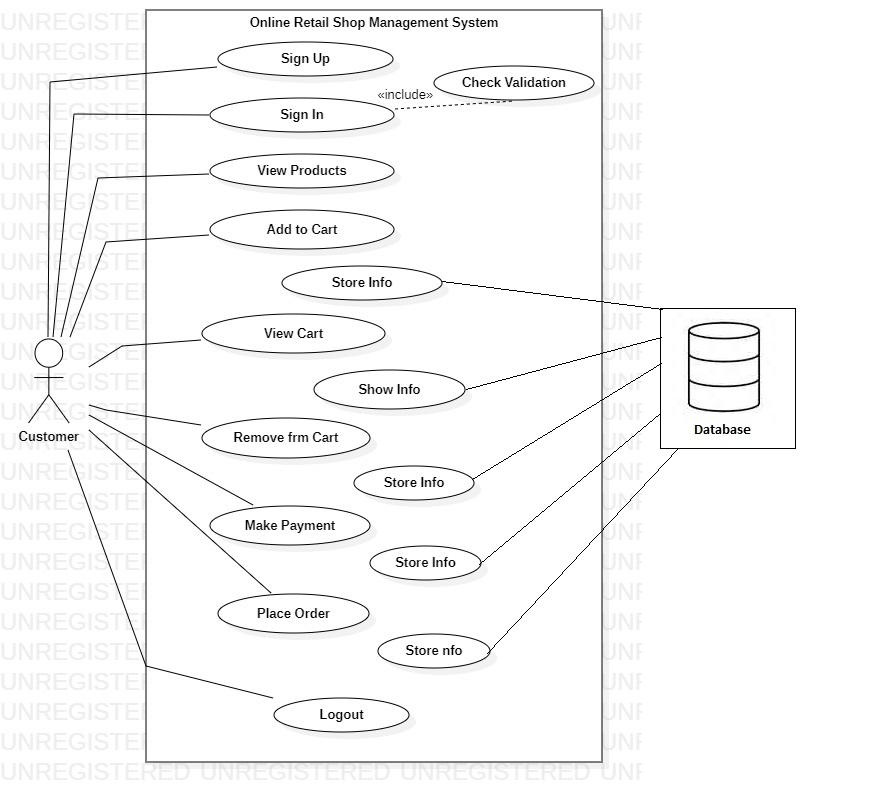 Online Retail Shop Management System
Sign Up
Check Validation
«include»
Sign In
View Products
Add to Cart
Store Info
View Cart
Show Info
Customer
Remove frm Cart
Database
Store Info
Make Payment
Store Info
Place Order
Store nfo
Logout
UNREGISTERED UNREGISTERED UNREGISTERED UNR